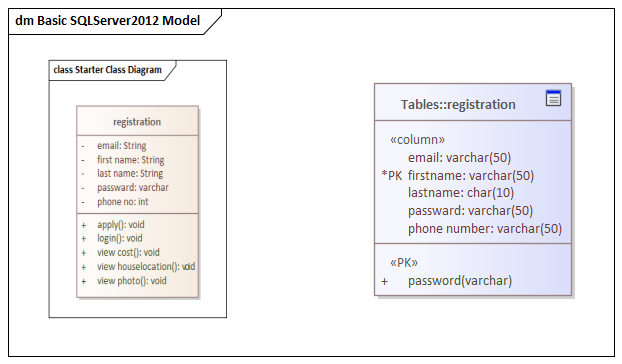 dm Basic SQLServer2012 Model
class Starter Class Diagram
registration
- email: String
- first name: String
- last name: String
- passward: varchar
- phone no: int
+ apply(): void
+ login(): void
+ view cost(): void
+ view houselocation(): void
+ view photo(): void
Tables::registration
«column»
email: varchar(50)
*PK firstname: varchar(50)
lastname: char(10)
passward: varchar(50)
phone number: varchar(50)
«PK»
+ password(varchar)